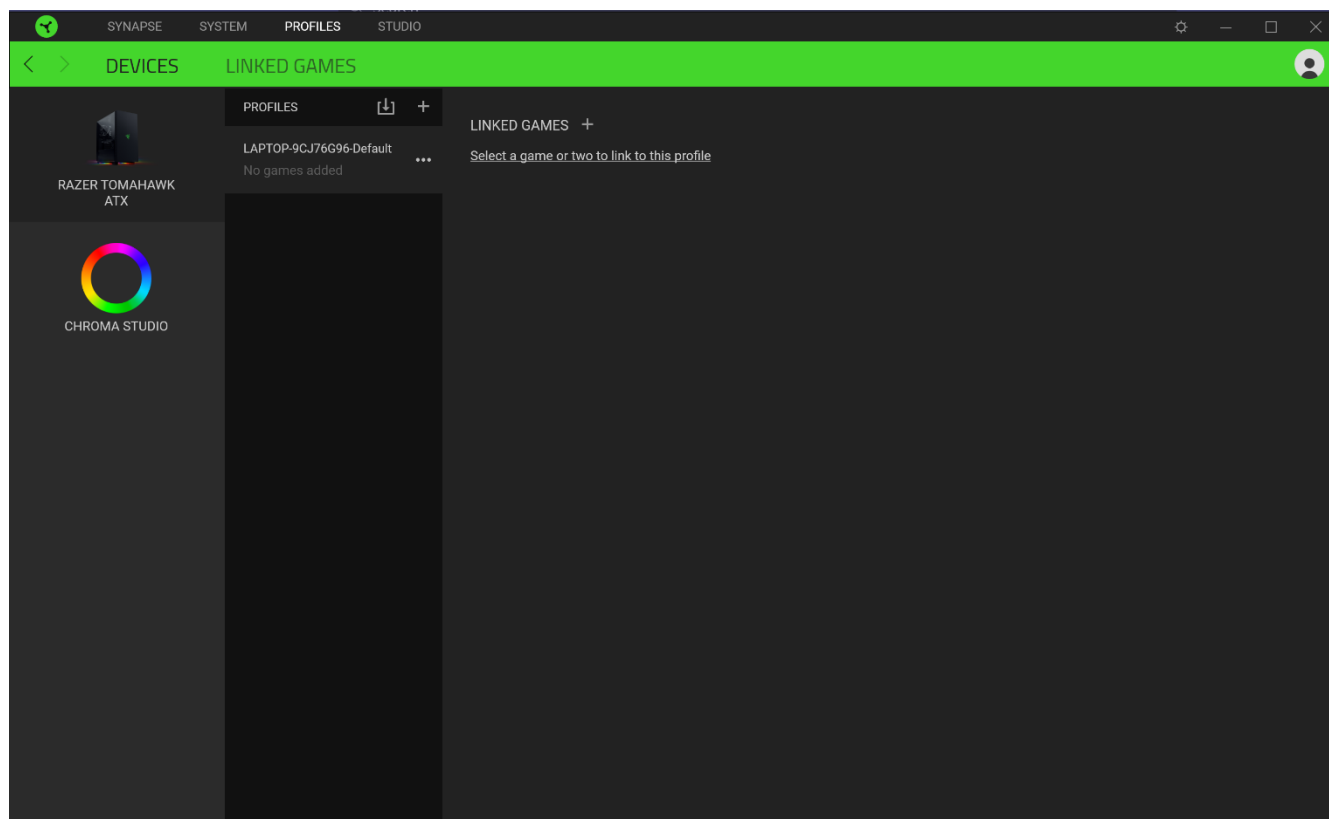 SYNAPSE SYSTEM PROFILES STUDIO
DEVICES LINKED GAMES
RAZER TOMAHAWK
ATX
CHROMA STUDIO
PROFILES
LAPTOP-9CJ76G96-Default
No games added
LINKED GAMES
Select a game or two to link to this profile